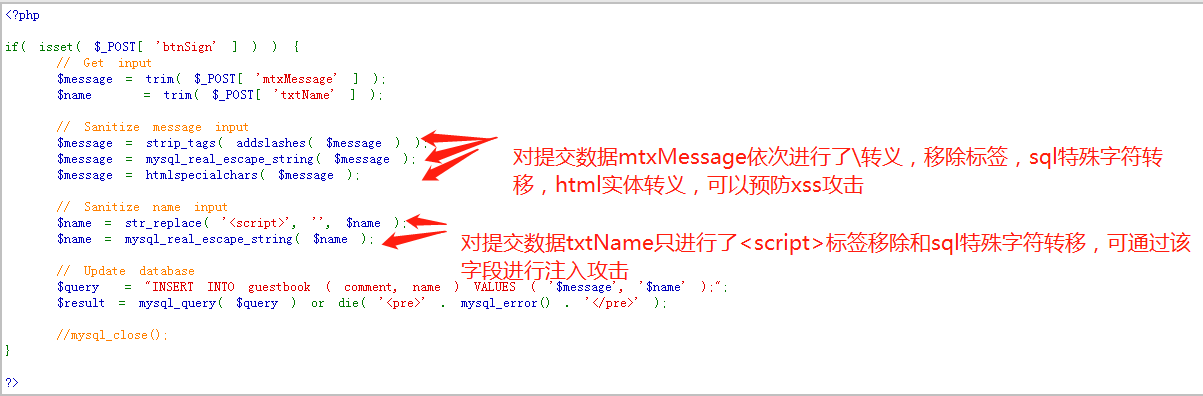 <?php
if( isset( $_POST[ 'btnSign' ] ) ) {
// Get input
$message = trim( $_POST[ 'mtxMessage' ] );
$name = trim( $_POST[ 'txtName' ] );
// Sanitize message input
$message = strip_tags( addslashes( $message ) );
$message = mysql_real_escape_string( $message );
$message = htmlspecialchars( $message );
对提交数据mtxMessage依次进行了\转义，移除标签，sql特殊字符转
移，html实体转义，可以预防xss攻击
// Sanitize name input
$name = str_replace( '<script>', '', $name );
$name = mysql_real_escape_string( $name );
对提交数据txtName只进行了<script>标签移除和sql特殊字符转移，可通过该
字段进行注入攻击
// Update database
$query = "INSERT INTO guestbook ( comment, name ) VALUES ( '$message', '$name' );";
$result = mysql_query( $query ) or die( '<pre>' . mysql_error() . '</pre>' );
//mysql_close();
}
?>